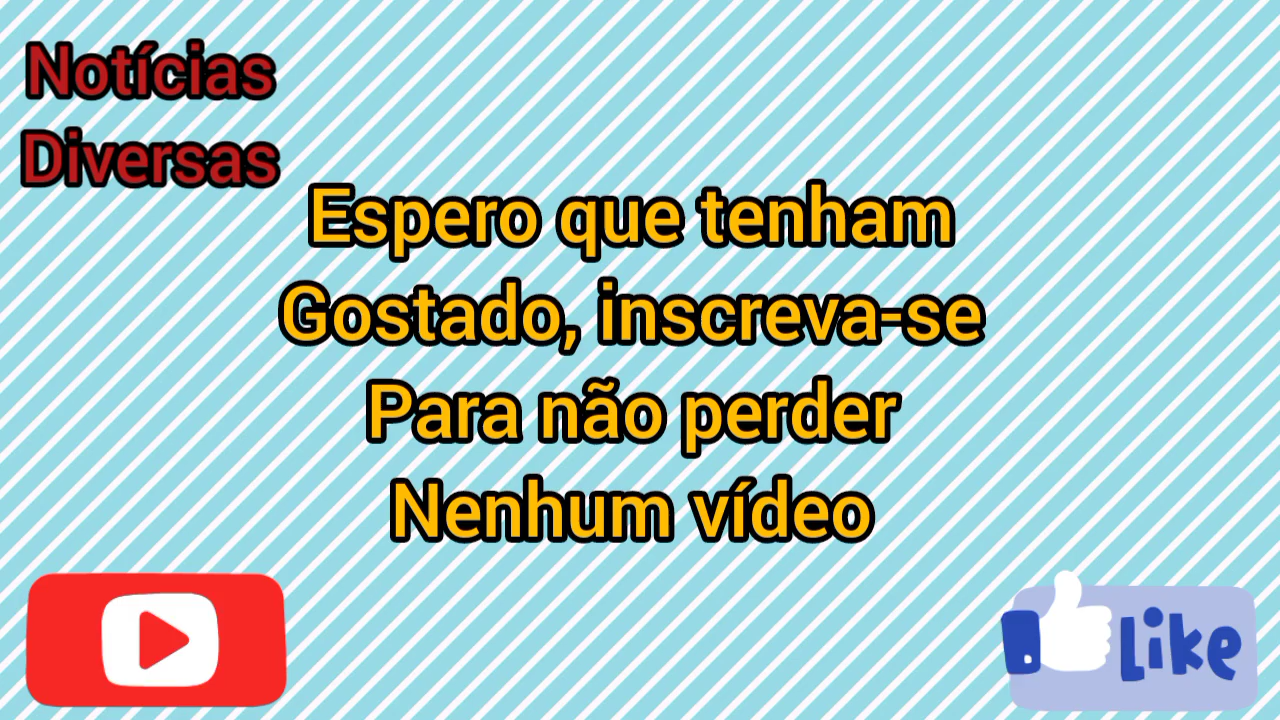 Notícias
Diversas
Espero que tenham
Gostado, inscreva-se
Para não perder
Nenhum vídeo
Like